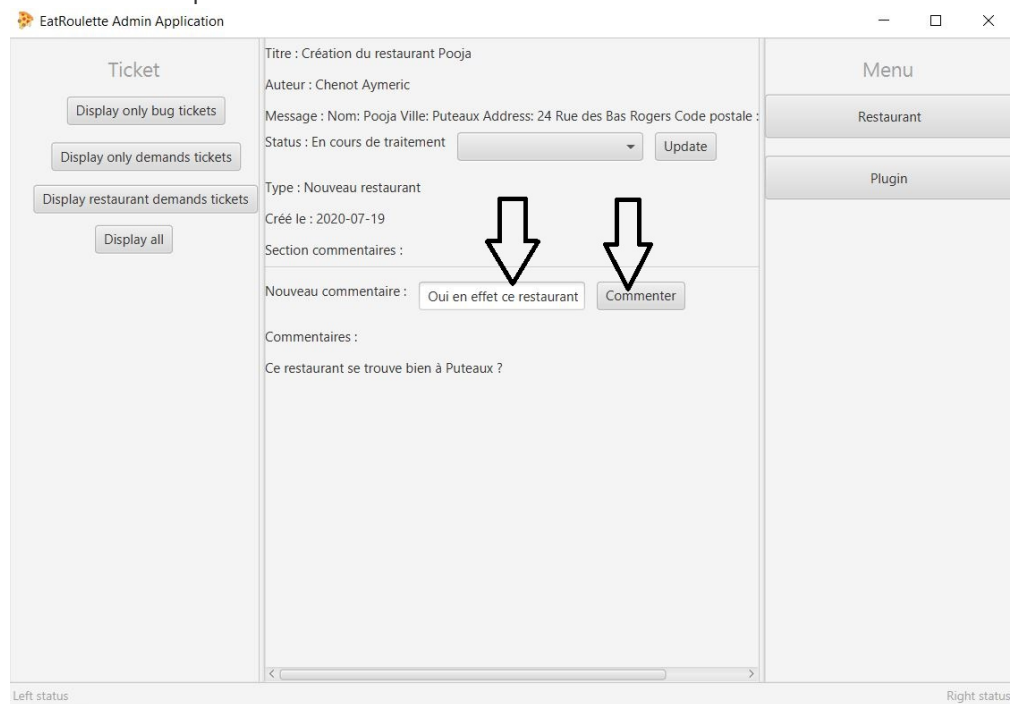 EatRoulette Admin Application
Ticket
Display only bug tickets
Display only demands tickets
Display restaurant demands tickets
Display all
Titre : Création du restaurant Pooja
Auteur : Chenot Aymeric
Message : Nom: Pooja Ville: Puteaux Address: 24 Rue des Bas Rogers Code postale :
Status : En cours de traitement
Update
Type : Nouveau restaurant
Créé le : 2020-07-19
Section commentaires :
Nouveau commentaire :
Oui en effet ce restaurant
Commenter
Commentaires :
Ce restaurant se trouve bien à Puteaux ?
Menu
Restaurant
Plugin
Left status
Right status